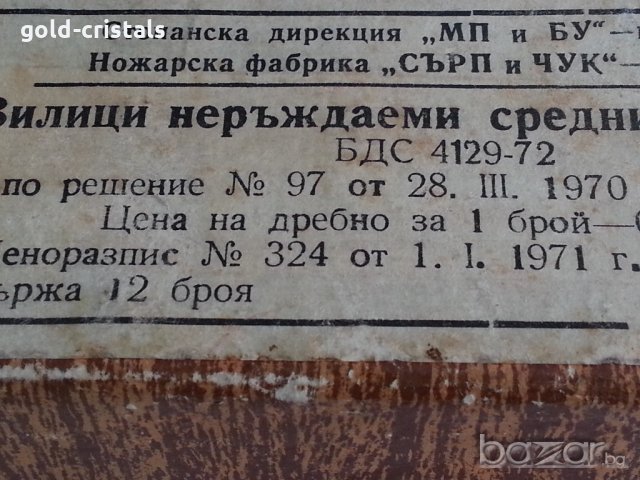 gold-cristals
Стопанска дирекция „МП и БУ“—
Ножарска фабрика „СЪРП и ЧУК“—
Вилици неръждаеми средни
БДС 4129-72
по решение № 97 от 28. III. 1970
Цена на дребно за 1 брой—
Ценоразпис № 324 от 1. I. 1971 г.
ържа 12 броя
bazar.bg